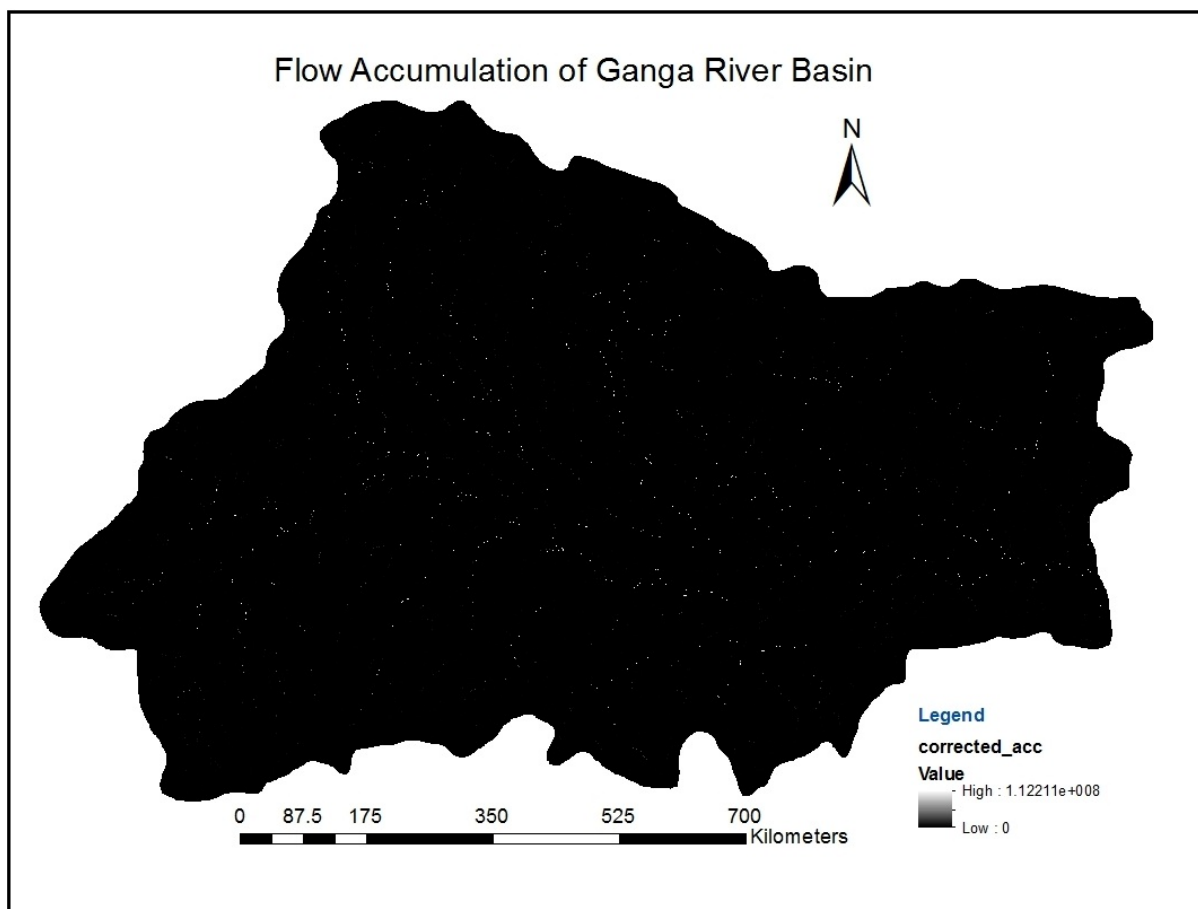 Flow Accumulation of Ganga River Basin
N
Legend
corrected_acc
Value
High : 1.12211e+008
Low : 0
0 87.5 175 350 525 700
Kilometers